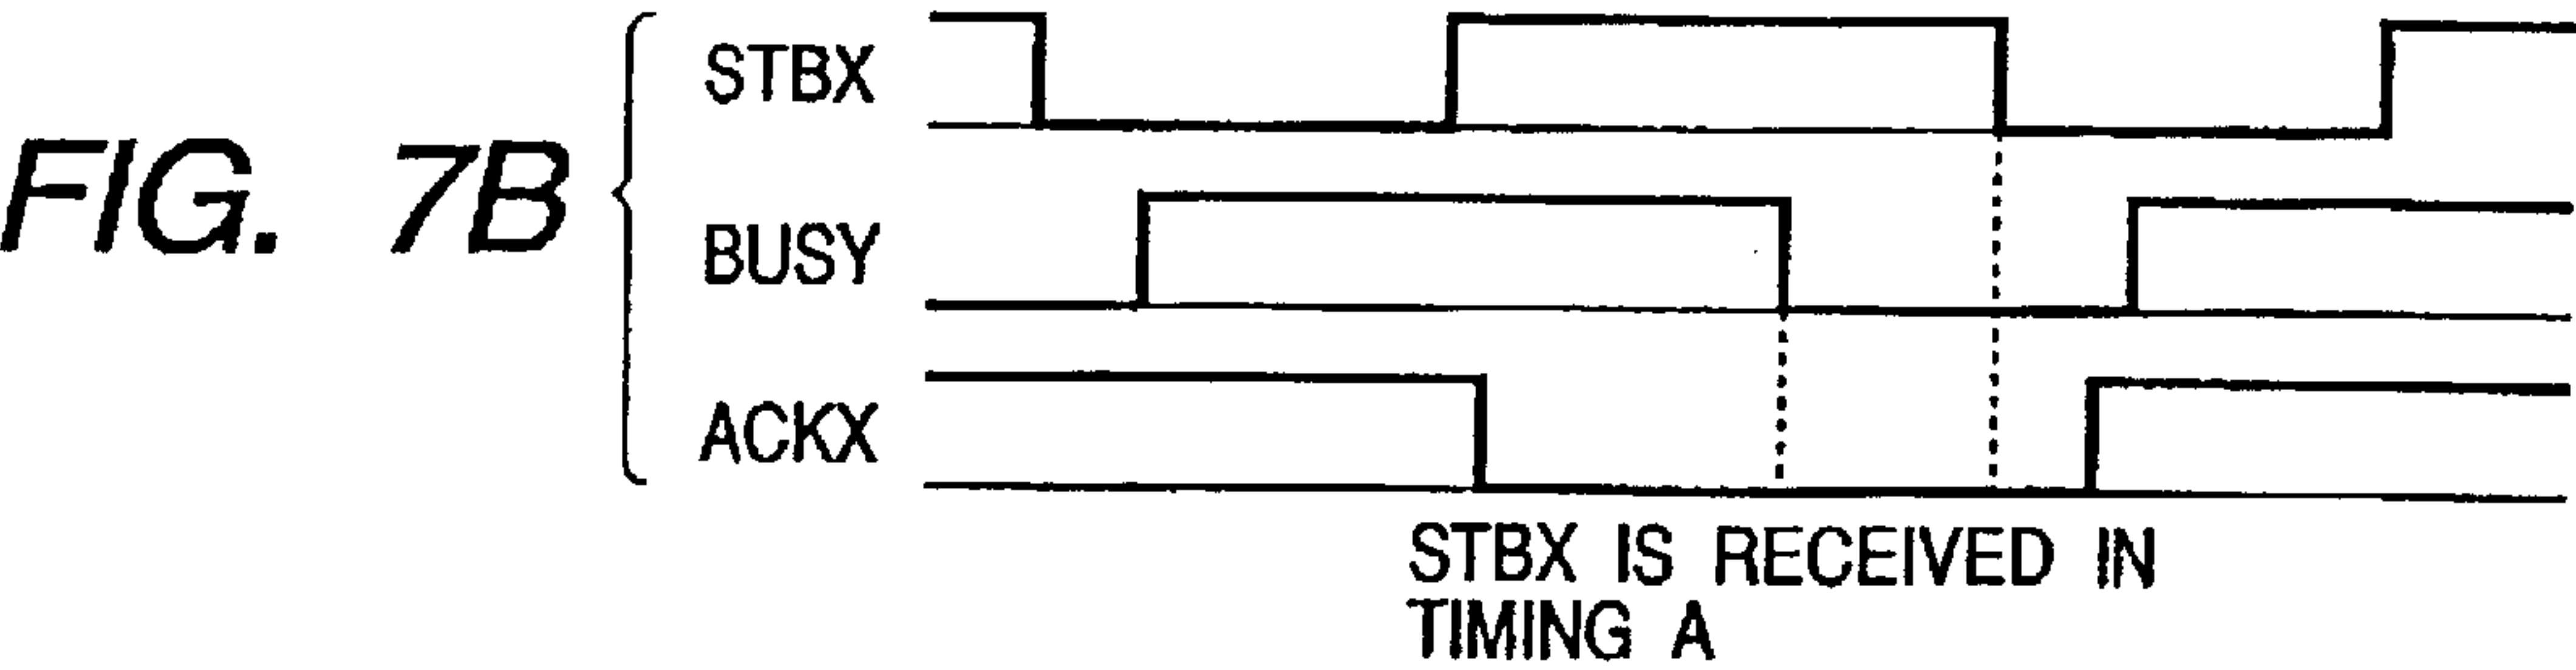 FIG. 7B
STBX
BUSY
ACKX
STBX IS RECEIVED IN
TIMING A